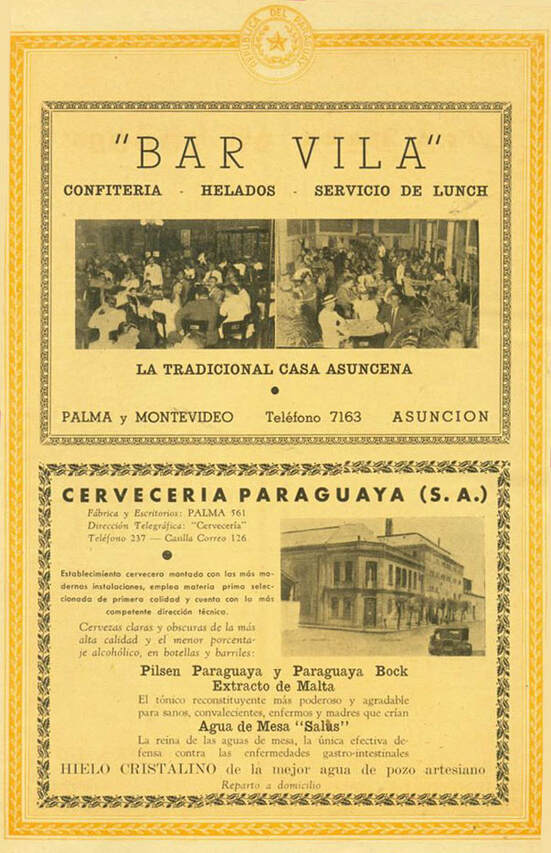 REPUBLICA DEL PARAGUAY
"BAR VILA"
CONFITERIA - HELADOS - SERVICIO DE LUNCH
LA TRADICIONAL CASA ASUNCENA
PALMA y MONTEVIDEO Teléfono 7163 ASUNCION
CERVECERIA PARAGUAYA (S. A.)
Fábrica y Escritorios: PALMA 561
Dirección Telegráfica: "Cervecería"
Teléfono 237 — Casilla Correo 126
Establecimiento cervecero montado con las más mo-
dernas instalaciones, emplea materia prima selec-
cionada de primera calidad y cuenta con la más
competente dirección técnica.
Cervezas claras y obscuras de la más
alta calidad y el menor porcenta-
je alcohólico, en botellas y barriles:
Pilsen Paraguaya y Paraguaya Bock
Extracto de Malta
El tónico reconstituyente más poderoso y agradable
para sanos, convalecientes, enfermos y madres que crían
Agua de Mesa "Salùs"
La reina de las aguas de mesa, la única efectiva de-
fensa contra las enfermedades gastro-intestinales
HIELO CRISTALINO de la mejor agua de pozo artesiano
Reparto a domicilio